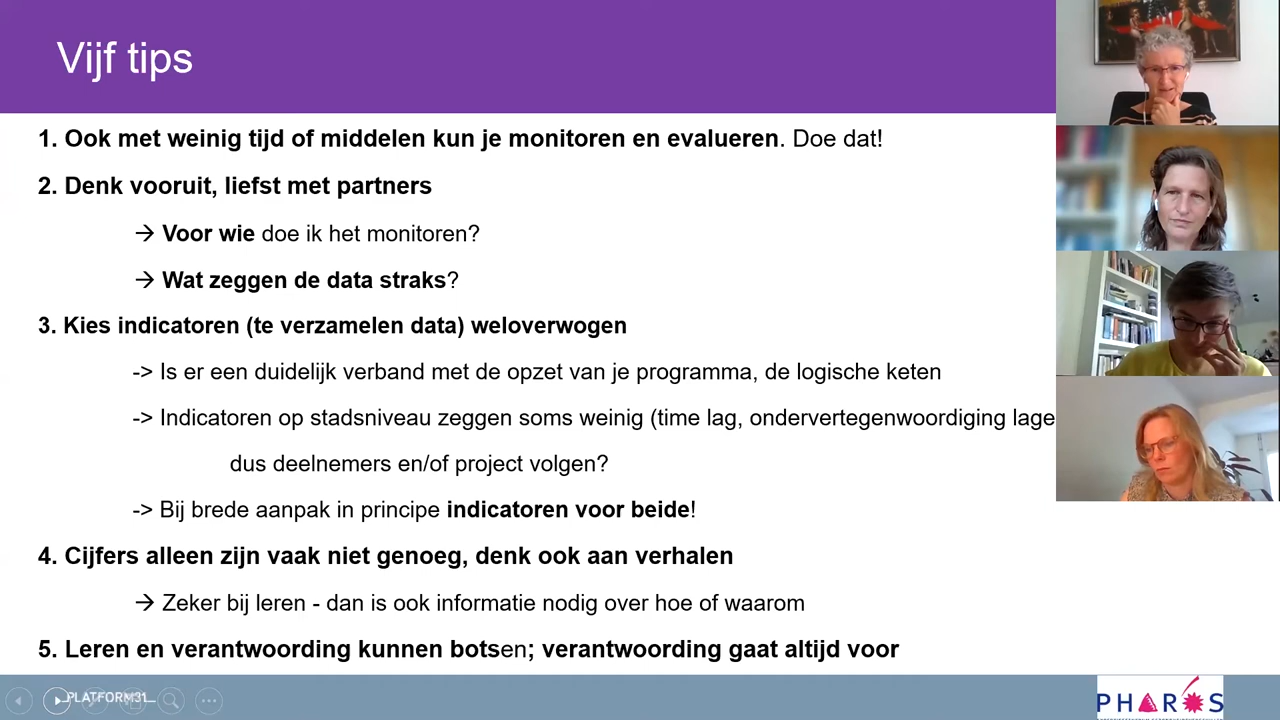 Vijf tips
1. Ook met weinig tijd of middelen kun je monitoren en evalueren. Doe dat!
2. Denk vooruit, liefst met partners
→ Voor wie doe ik het monitoren?
→ Wat zeggen de data straks?
3. Kies indicatoren (te verzamelen data) weloverwogen
-> Is er een duidelijk verband met de opzet van je programma, de logische keten
-> Indicatoren op stadsniveau zeggen soms weinig (time lag, ondervertegenwoordiging lage
dus deelnemers en/of project volgen?
-> Bij brede aanpak in principe indicatoren voor beide!
4. Cijfers alleen zijn vaak niet genoeg, denk ook aan verhalen
→ Zeker bij leren - dan is ook informatie nodig over hoe of waarom
5. Leren en verantwoording kunnen botsen; verantwoording gaat altijd voor
PLATFORM31
PHAROS